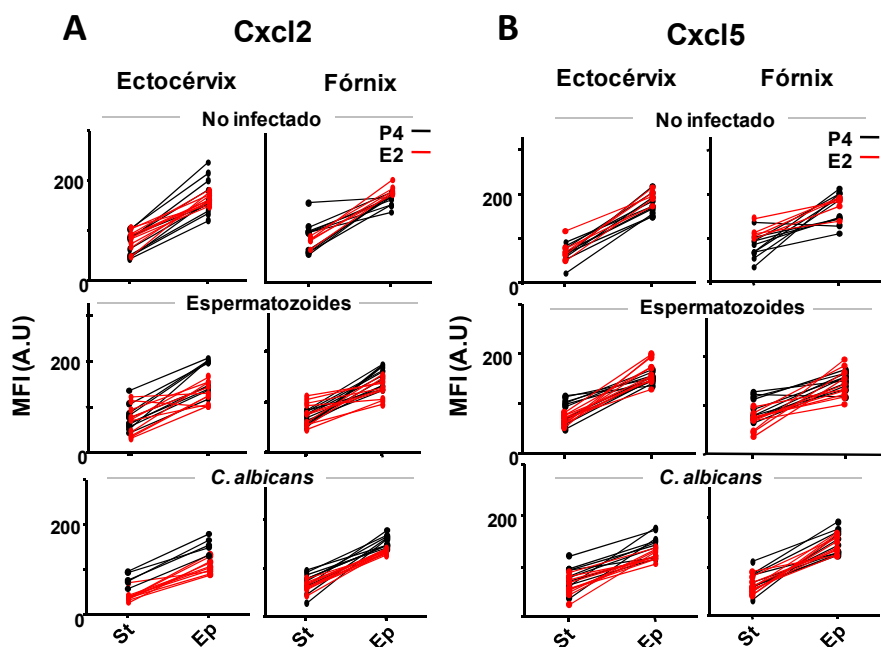 A Cxcl2
Ectocérvix Fórnix
No infectado
P4
E2
200
0
Espermatozoides
200
0
C. albicans
200
0
MFI (A.U)
St Ep St Ep
B Cxcl5
Ectocérvix Fórnix
No infectado
P4
E2
200
0
Espermatozoides
200
0
C. albicans
200
0
MFI (A.U)
St Ep St Ep